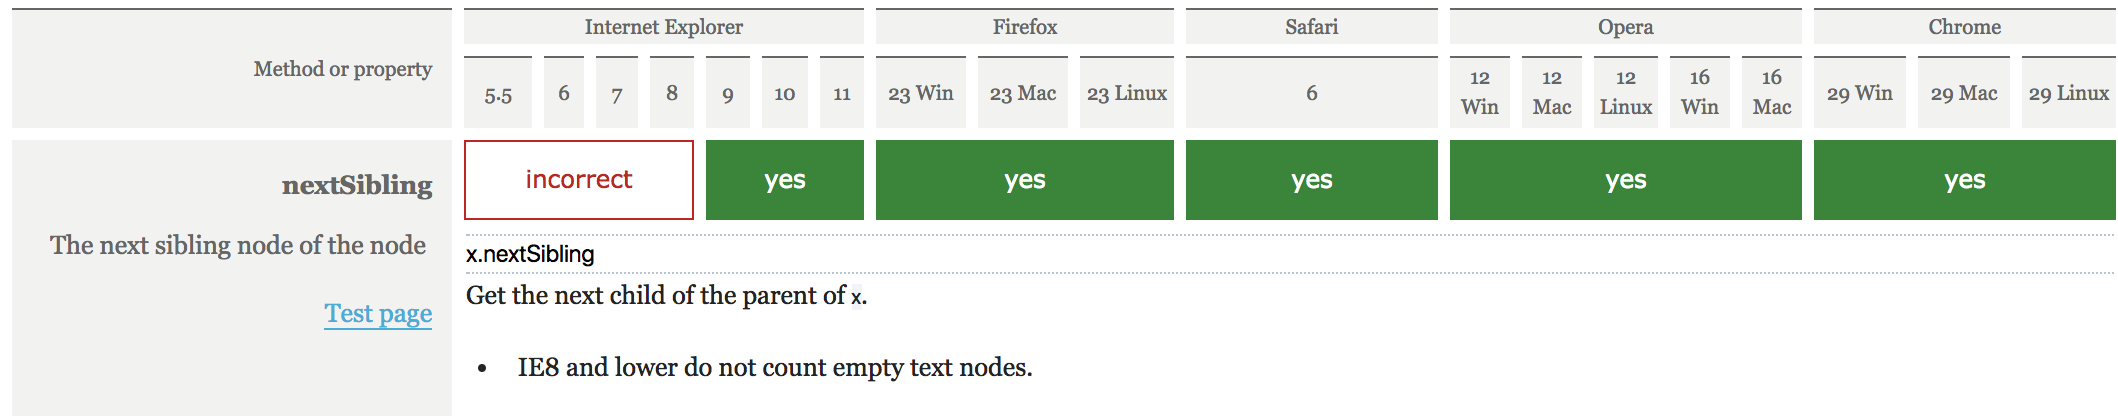 Internet Explorer Firefox Safari Opera Chrome
Method or property
5.5 6 7 8 9 10 11 23 Win 23 Mac 23 Linux 6 12 Win 12 Mac 12 Linux 16 Win 16 Mac 29 Win 29 Mac 29 Linux
nextSibling incorrect yes yes yes yes yes
The next sibling node of the node
Test page
x.nextSibling
Get the next child of the parent of x.
• IE8 and lower do not count empty text nodes.